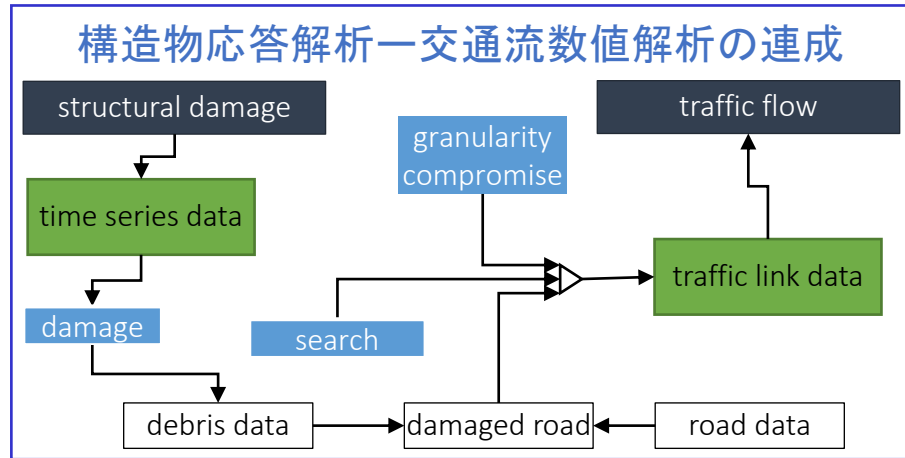 構造物応答解析ー交通流数値解析の連成
structural damage
traffic flow
granularity
compromise
time series data
traffic link data
damage
search
debris data
damaged road
road data